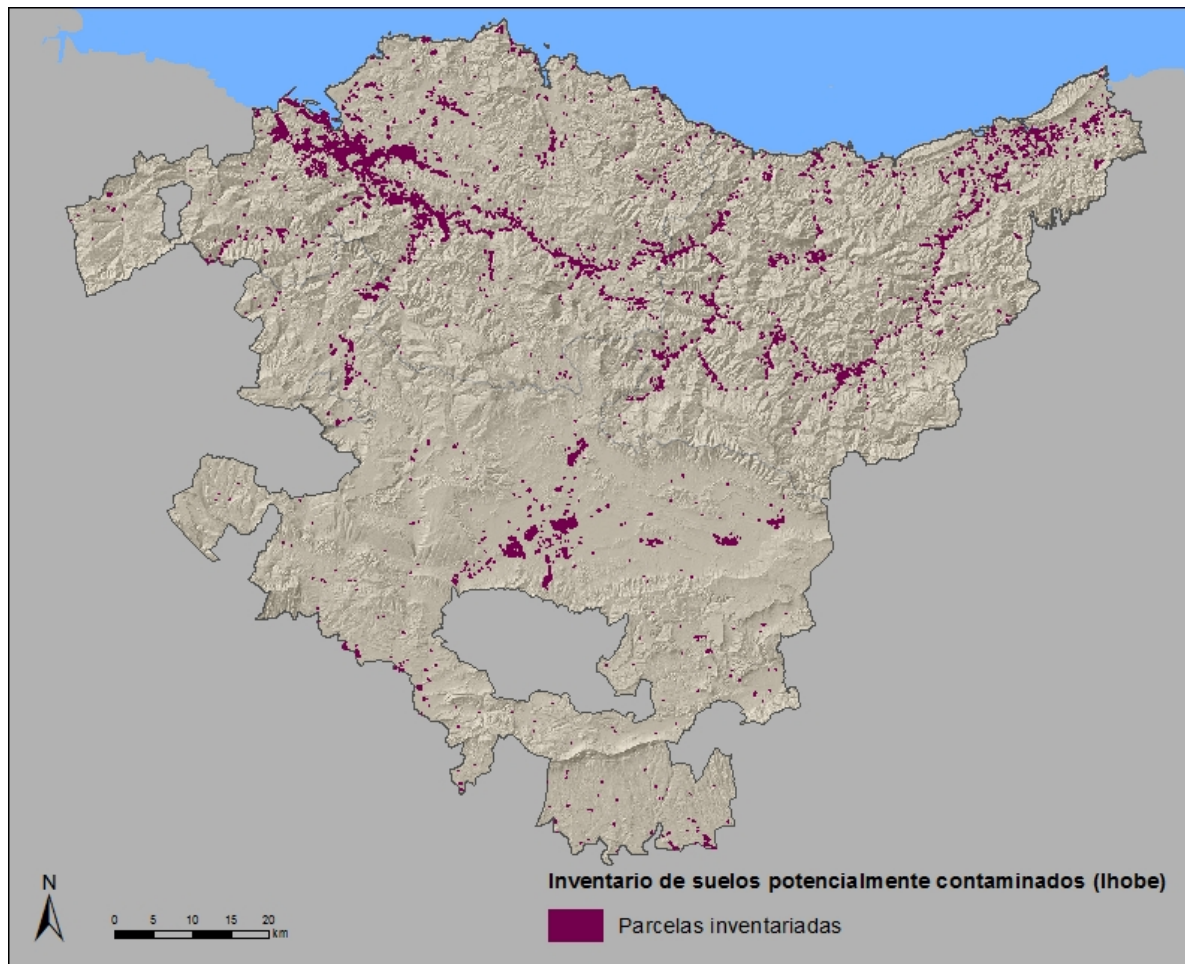 Inventario de suelos potencialmente contaminados (Ihobe)
Parcelas inventariadas
N
0 5 10 15 20
km